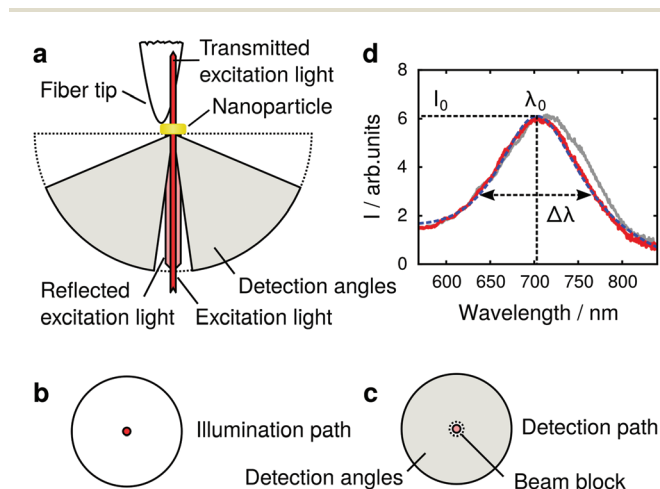 a
Transmitted
excitation light
Fiber tip
Nanoparticle
Reflected
excitation light
Excitation light
Detection angles
d
I / arb.units
8
6
4
2
0
I0
λ0
Δλ
600
650
700
750
800
Wavelength / nm
b
Illumination path
c
Detection path
Detection angles
Beam block